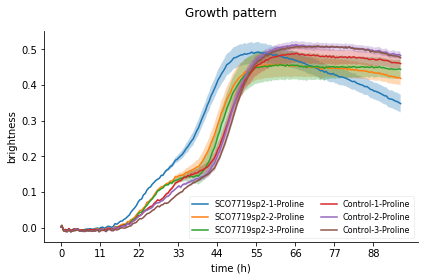 Growth pattern
brightness
0.5
0.4
0.3
0.2
0.1
0.0
0 11 22 33 44 55 66 77 88
time (h)
SCO7719sp2-1-Proline
SCO7719sp2-2-Proline
SCO7719sp2-3-Proline
Control-1-Proline
Control-2-Proline
Control-3-Proline